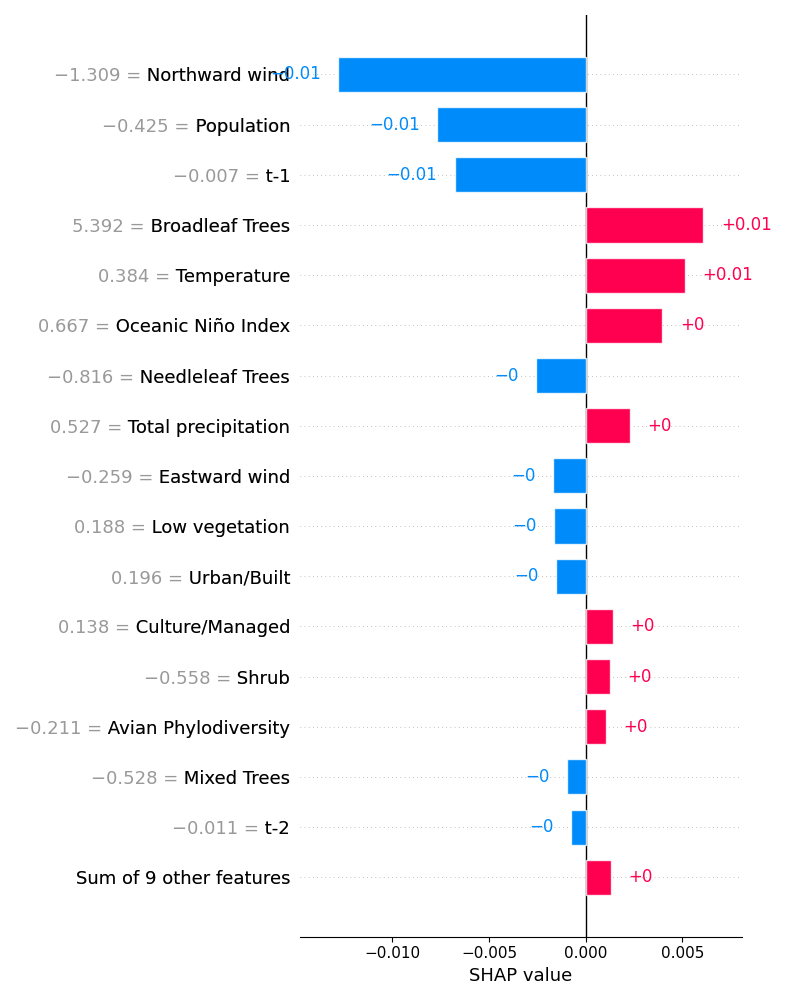 −1.309 = Northward wind −0.01
−0.425 = Population −0.01
−0.007 = t-1 −0.01
5.392 = Broadleaf Trees +0.01
0.384 = Temperature +0.01
0.667 = Oceanic Niño Index +0
−0.816 = Needleleaf Trees −0
0.527 = Total precipitation +0
−0.259 = Eastward wind −0
0.188 = Low vegetation −0
0.196 = Urban/Built −0
0.138 = Culture/Managed +0
−0.558 = Shrub +0
−0.211 = Avian Phylodiversity +0
−0.528 = Mixed Trees −0
−0.011 = t-2 −0
Sum of 9 other features +0
−0.010 −0.005 0.000 0.005
SHAP value